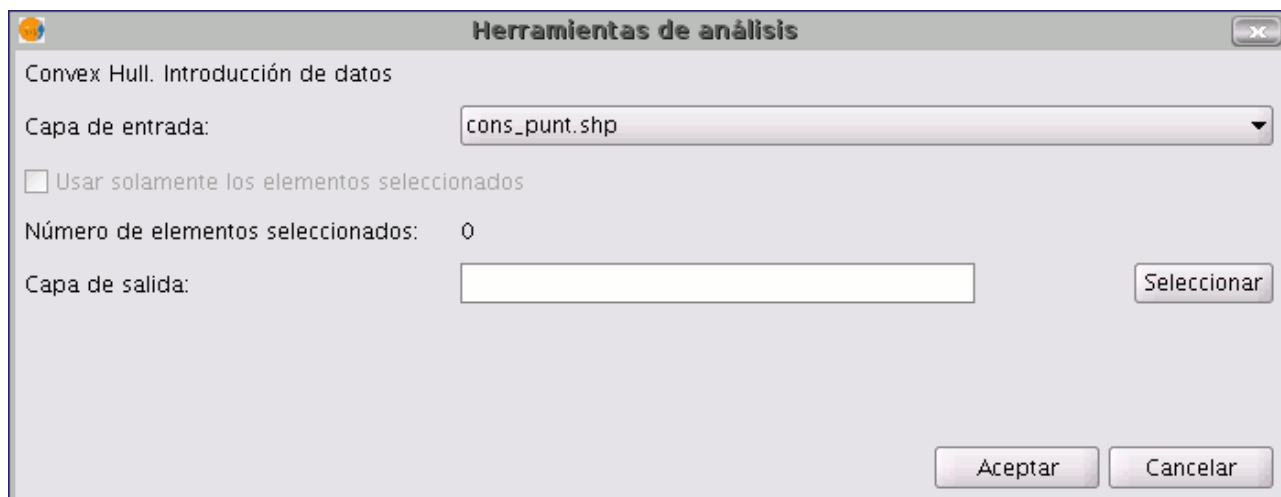 Herramientas de análisis
Convex Hull. Introducción de datos
Capa de entrada: cons_punt.shp
Usar solamente los elementos seleccionados
Número de elementos seleccionados: 0
Capa de salida: Seleccionar
Aceptar Cancelar